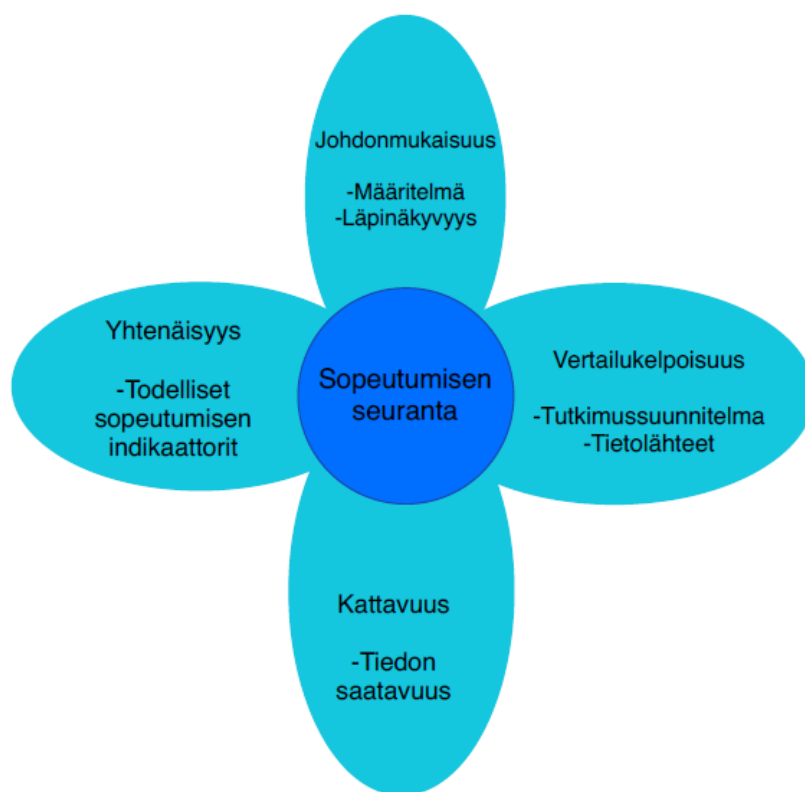 Johdonmukaisuus
-Määritelmä
-Läpinäkyvyys
Yhtenäisyys
-Todelliset
sopeutumisen
indikaattorit
Sopeutumisen
seuranta
Vertailukelpoisuus
-Tutkimussuunnitelma
-Tietolähteet
Kattavuus
-Tiedon
saatavuus